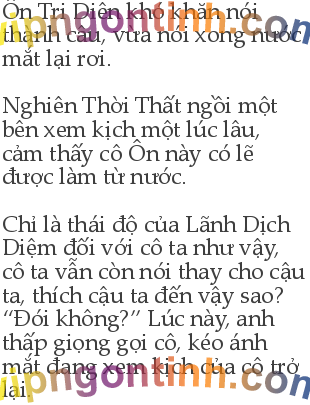 Ôn Tri Diên khó khăn nói
thành câu, vừa nói xong nước
mắt lại rơi.
Nghiên Thời Thất ngồi một
bên xem kịch một lúc lâu,
cảm thấy cô Ôn này có lẽ
được làm từ nước.
Chỉ là thái độ của Lãnh Dịch
Diệm đối với cô ta như vậy,
cô ta vẫn còn nói thay cho cậu
ta, thích cậu ta đến vậy sao?
“Đói không?” Lúc này, anh
thấp giọng gọi cô, kéo ánh
mắt đang xem kịch của cô trở
lại.